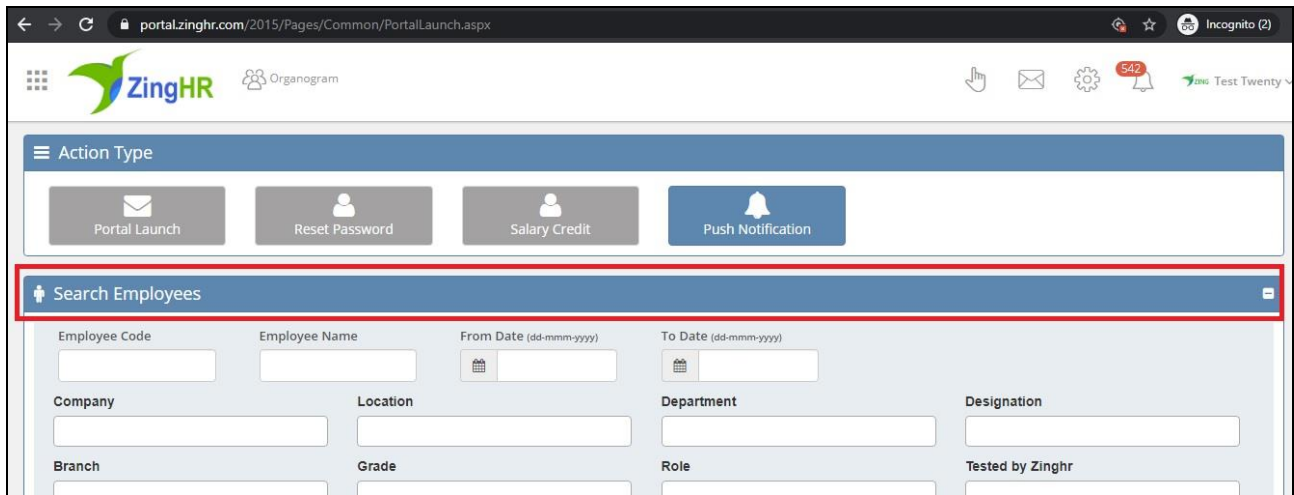 portal.zinghr.com/2015/Pages/Common/PortalLaunch.aspx Incognito (2)
ZingHR Organogram 542 ZING Test Twenty
Action Type
Portal Launch Reset Password Salary Credit Push Notification
Search Employees
Employee Code Employee Name From Date (dd-mmm-yyyy) To Date (dd-mmm-yyyy)
Company Location Department Designation
Branch Grade Role Tested by Zinghr